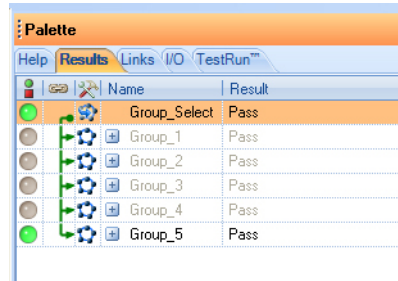 Palette
Help Results Links I/O TestRun™
Name Result
Group_Select Pass
Group_1 Pass
Group_2 Pass
Group_3 Pass
Group_4 Pass
Group_5 Pass